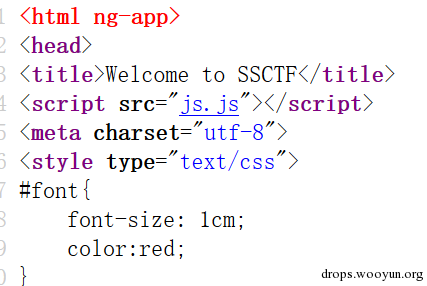 1 <html ng-app>
2 <head>
3 <title>Welcome to SSCTF</title>
4 <script src="js.js"></script>
5 <meta charset="utf-8">
6 <style type="text/css">
7 #font{
8     font-size: 1cm;
9     color:red;
0 }
drops.wooyun.org